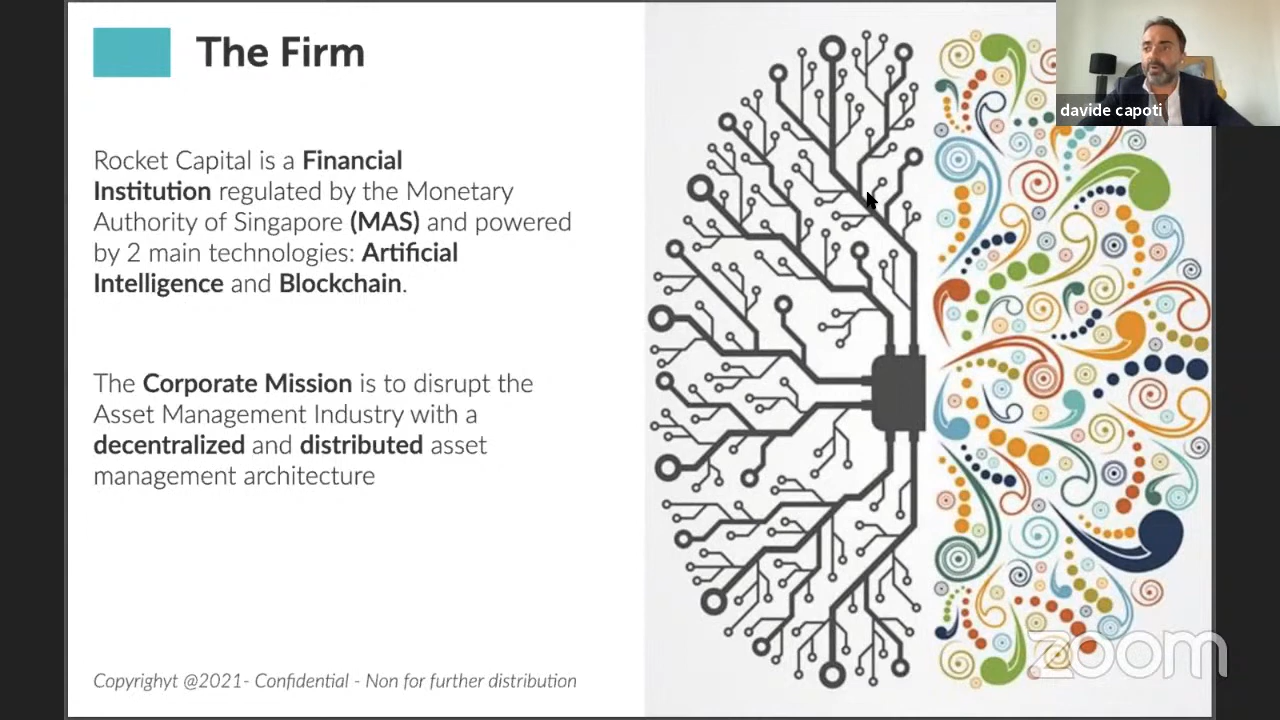 The Firm
davide capoti
Rocket Capital is a Financial
Institution regulated by the Monetary
Authority of Singapore (MAS) and powered
by 2 main technologies: Artificial
Intelligence and Blockchain.
The Corporate Mission is to disrupt the
Asset Management Industry with a
decentralized and distributed asset
management architecture
Copyrighyt @2021- Confidential - Non for further distribution
zoom